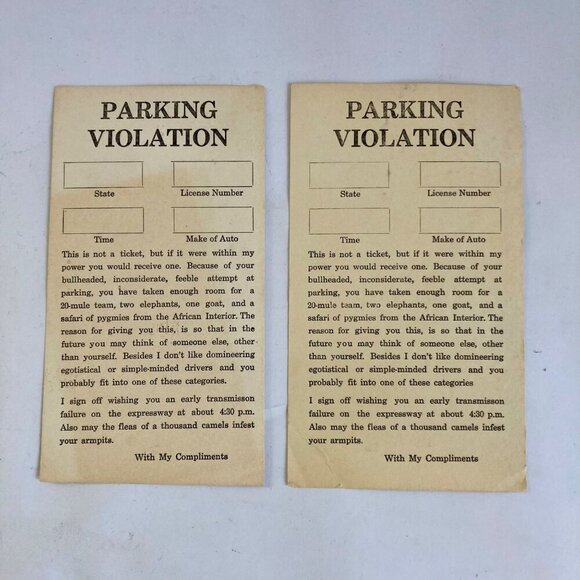 PARKING
VIOLATION
State
License Number
Time
Make of Auto
This is not a ticket, but if it were within my
power you would receive one. Because of your
bullheaded, inconsiderate, feeble attempt at
parking, you have taken enough room for a
20-mule team, two elephants, one goat, and a
safari of pygmies from the African Interior. The
reason for giving you this, is so that in the
future you may think of someone else, other
than yourself. Besides I don't like domineering
egotistical or simple-minded drivers and you
probably fit into one of these categories.
I sign off wishing you an early transmisson
failure on the expressway at about 4:30 p.m.
Also may the fleas of a thousand camels infest
your armpits.
With My Compliments
PARKING
VIOLATION
State
License Number
Time
Make of Auto
This is not a ticket, but if it were within my
power you would receive one. Because of your
bullheaded, inconsiderate, feeble attempt at
parking, you have taken enough room for a
20-mule team, two elephants, one goat, and a
safari of pygmies from the African Interior. The
reason for giving you this, is so that in the
future you may think of someone else, other
than yourself. Besides I don't like domineering
egotistical or simple-minded drivers and you
probably fit into one of these categories
I sign off wishing you an early transmisson
failure on the expressway at about 4:30 p.m.
Also may the fleas of a thousand camels infest
your armpits.
With My Compliments